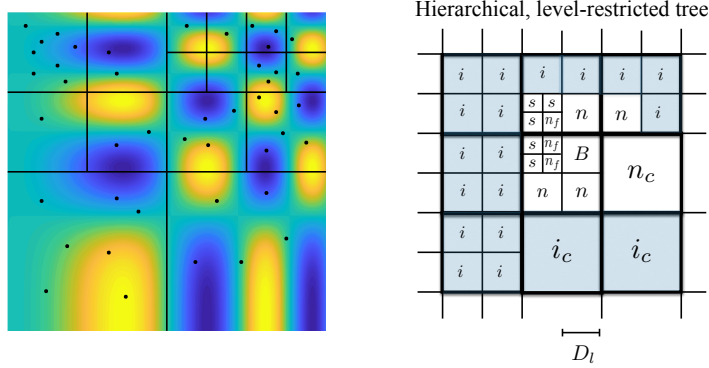 Hierarchical, level-restricted tree
i i i i i i
s s
i i n n i
s n_f
s n_f
i i B
s n_f
n_c
i i n n
i i
i_c i_c
i i
D_l